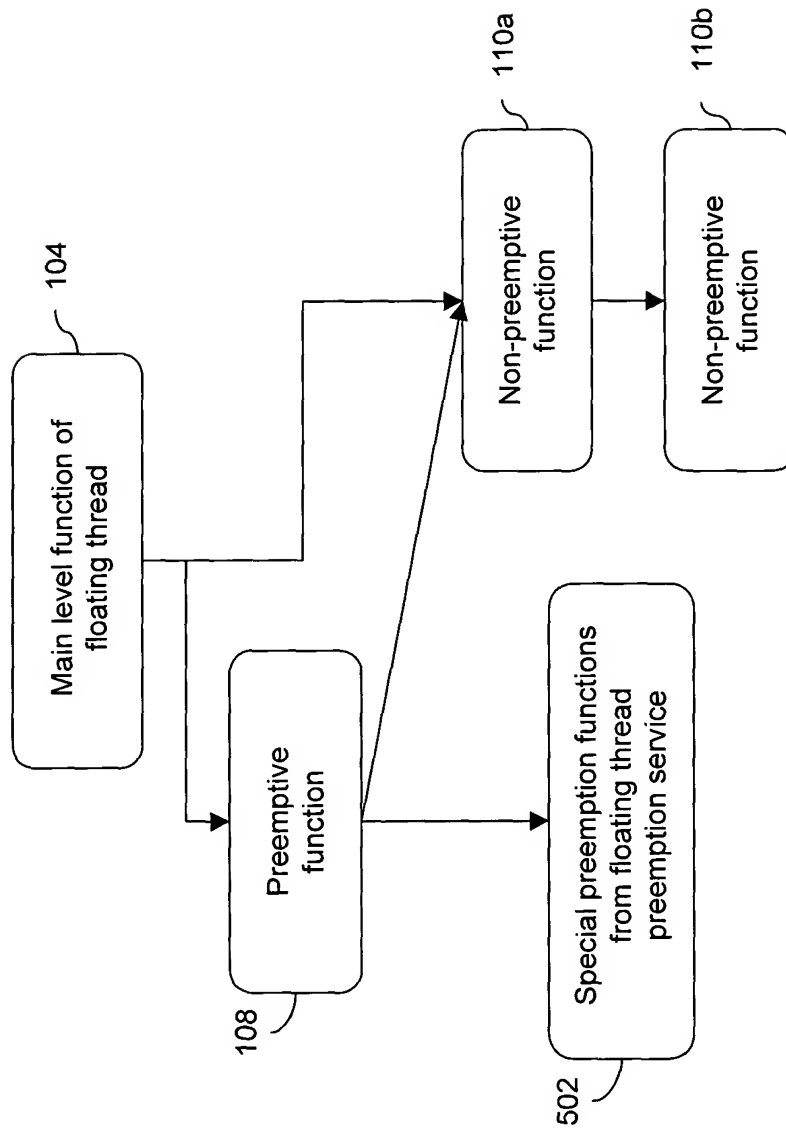 104
Main level function of
floating thread
108
Preemptive
function
110a
Non-preemptive
function
502
Special preemption functions
from floating thread
preemption service
110b
Non-preemptive
function